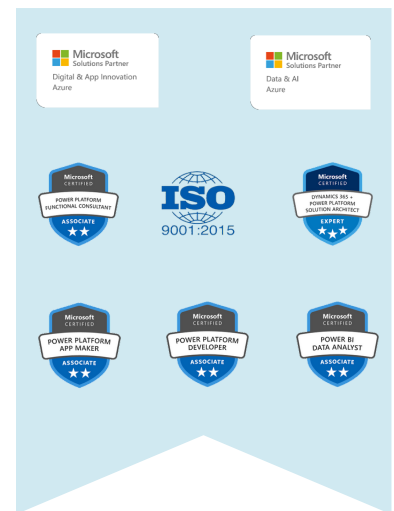 Microsoft
Solutions Partner
Digital & App Innovation
Azure
Microsoft
Solutions Partner
Data & AI
Azure
Microsoft
CERTIFIED
POWER PLATFORM
FUNCTIONAL CONSULTANT
ASSOCIATE
ISO
9001:2015
Microsoft
CERTIFIED
DYNAMICS 365 +
POWER PLATFORM
SOLUTION ARCHITECT
EXPERT
Microsoft
CERTIFIED
POWER PLATFORM
APP MAKER
ASSOCIATE
Microsoft
CERTIFIED
POWER PLATFORM
DEVELOPER
ASSOCIATE
Microsoft
CERTIFIED
POWER BI
DATA ANALYST
ASSOCIATE